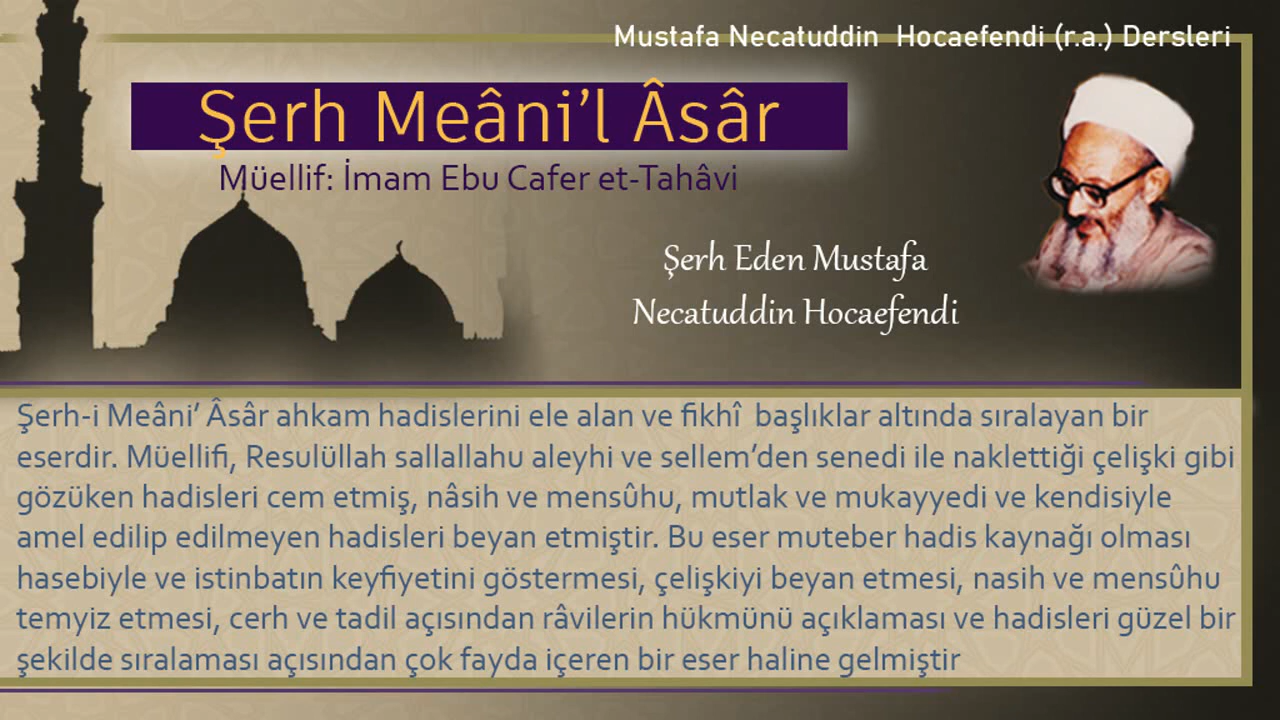 Mustafa Necatuddin Hocaefendi (r.a.) Dersleri
Şerh Meâni’l Âsâr
Müellif: İmam Ebu Cafer et-Tahâvi
Şerh Eden Mustafa
Necatuddin Hocaefendi
Şerh-i Meâni’ Âsâr ahkam hadislerini ele alan ve fikhî başlıklar altında sıralayan bir
eserdir. Müellifi, Resulüllah sallallahu aleyhi ve sellem’den senedi ile naklettiği çelişki gibi
gözüken hadisleri cem etmiş, nâsih ve mensûhu, mutlak ve mukayyedi ve kendisiyle
amel edilip edilmeyen hadisleri beyan etmiştir. Bu eser muteber hadis kaynağı olması
hasebiyle ve istinbatın keyfiyetini göstermesi, çelişkiyi beyan etmesi, nasih ve mensûhu
temyiz etmesi, cerh ve tadil açısından râvilerin hükmünü açıklaması ve hadisleri güzel bir
şekilde sıralaması açısından çok fayda içeren bir eser haline gelmiştir